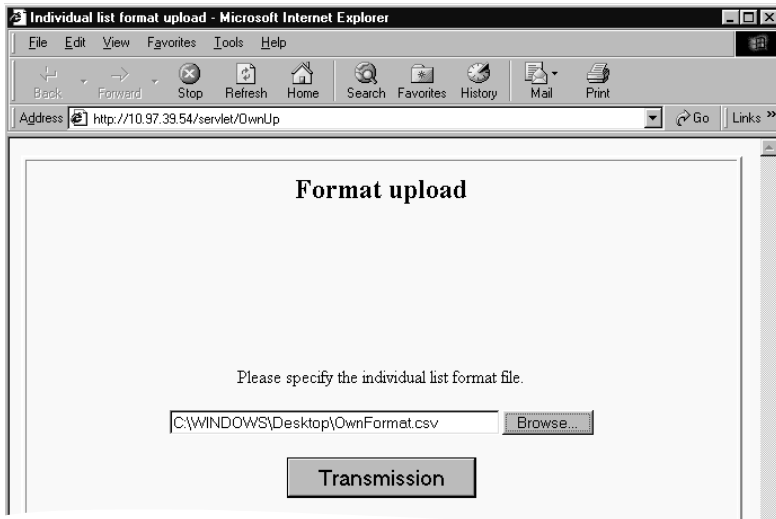 Individual list format upload - Microsoft Internet Explorer
File Edit View Favorites Tools Help
Back Forward Stop Refresh Home Search Favorites History Mail Print
Address http://10.97.39.54/servlet/OwnUp Go Links »
Format upload
Please specify the individual list format file.
C:\WINDOWS\Desktop\OwnFormat.csv Browse...
Transmission